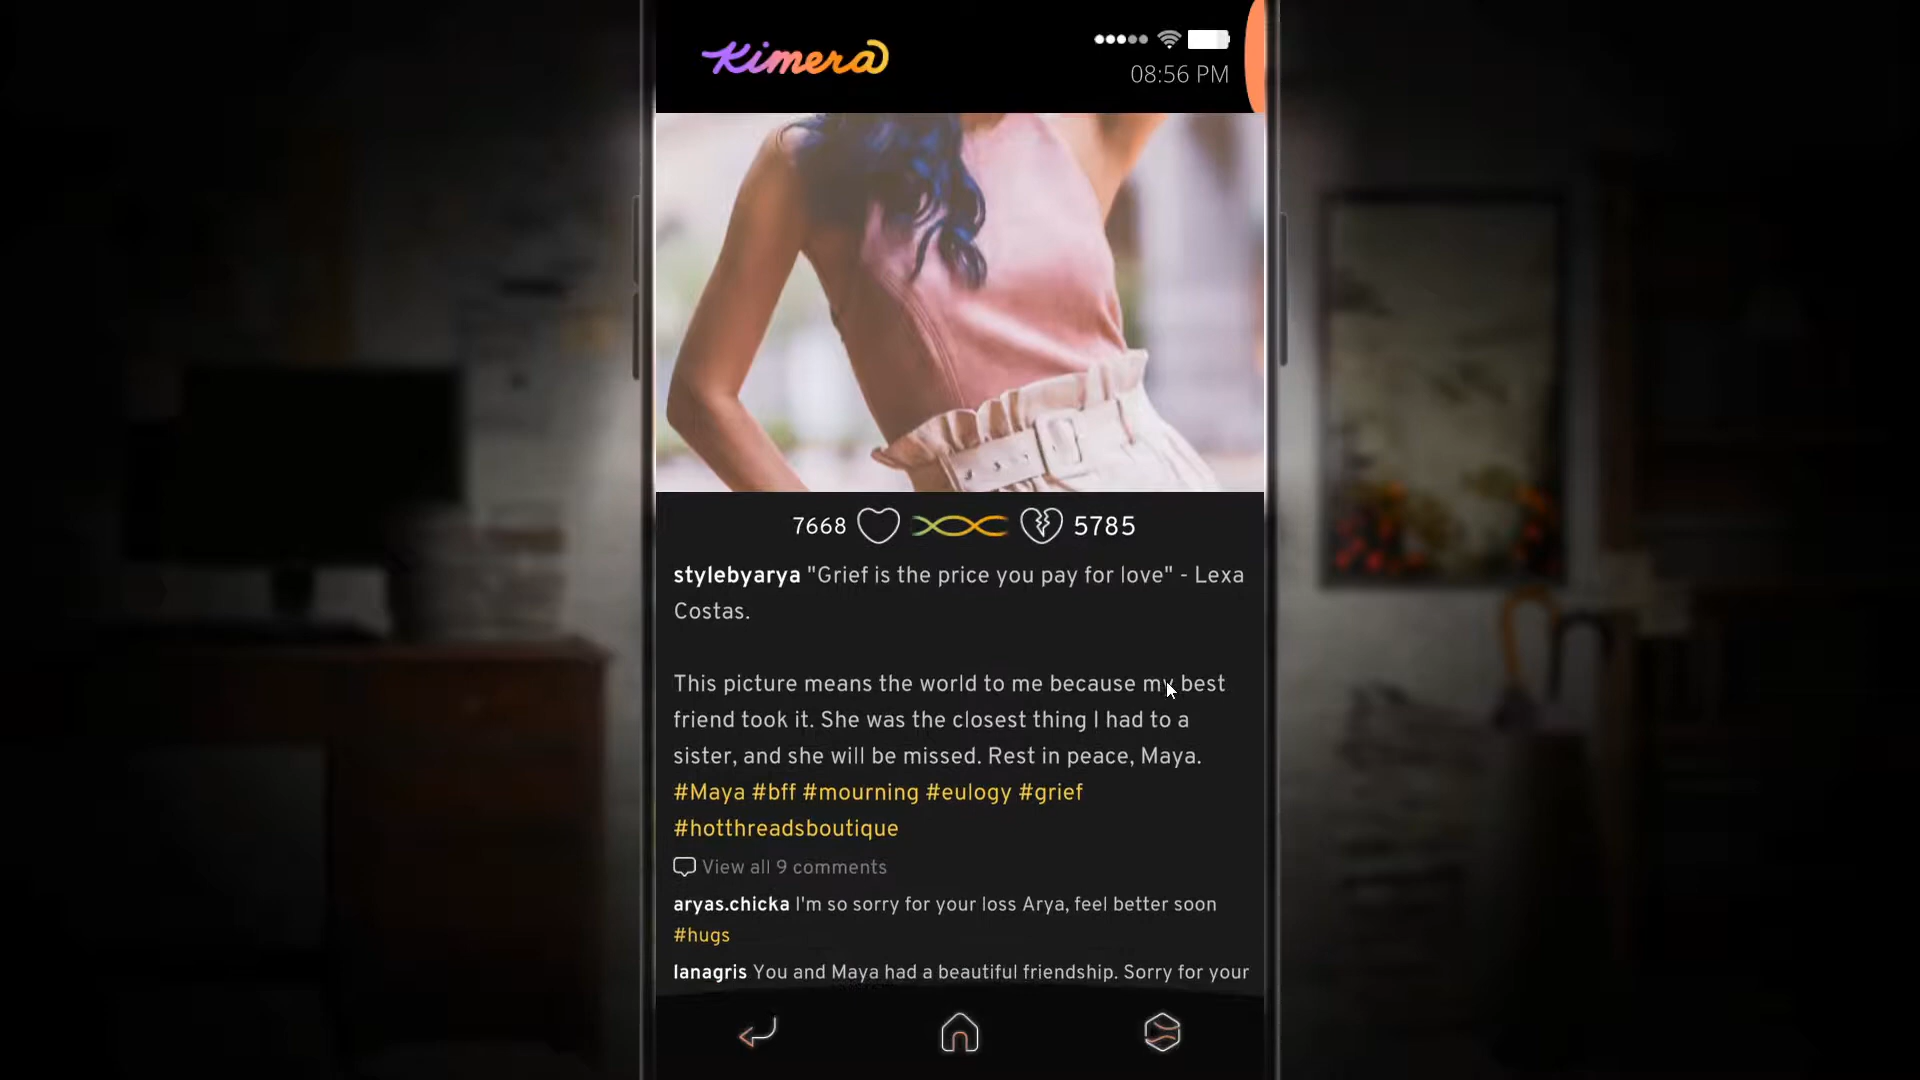 Kimera
08:56 PM
7668 5785
stylebyarya "Grief is the price you pay for love" - Lexa
Costas.
This picture means the world to me because my best
friend took it. She was the closest thing I had to a
sister, and she will be missed. Rest in peace, Maya.
#Maya #bff #mourning #eulogy #grief
#hotthreadsboutique
View all 9 comments
aryas.chicka I'm so sorry for your loss Arya, feel better soon
#hugs
lanagris You and Maya had a beautiful friendship. Sorry for your